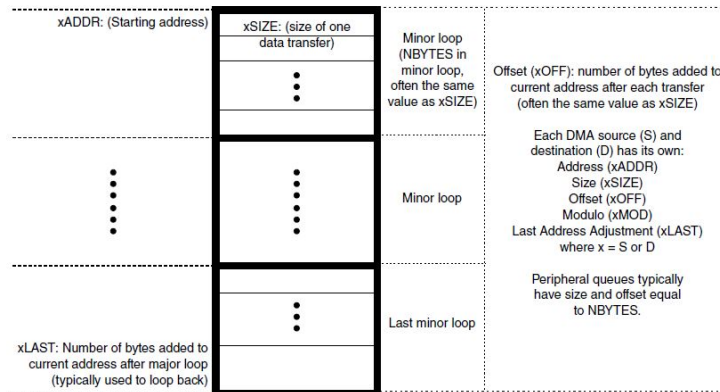 xADDR: (Starting address)
xSIZE: (size of one
data transfer)
Minor loop
(NBYTES in
minor loop,
often the same
value as xSIZE)
Offset (xOFF): number of bytes added to
current address after each transfer
(often the same value as xSIZE)
Each DMA source (S) and
destination (D) has its own:
Address (xADDR)
Size (xSIZE)
Offset (xOFF)
Modulo (xMOD)
Last Address Adjustment (xLAST)
where x = S or D
Minor loop
Peripheral queues typically
have size and offset equal
to NBYTES.
Last minor loop
xLAST: Number of bytes added to
current address after major loop
(typically used to loop back)